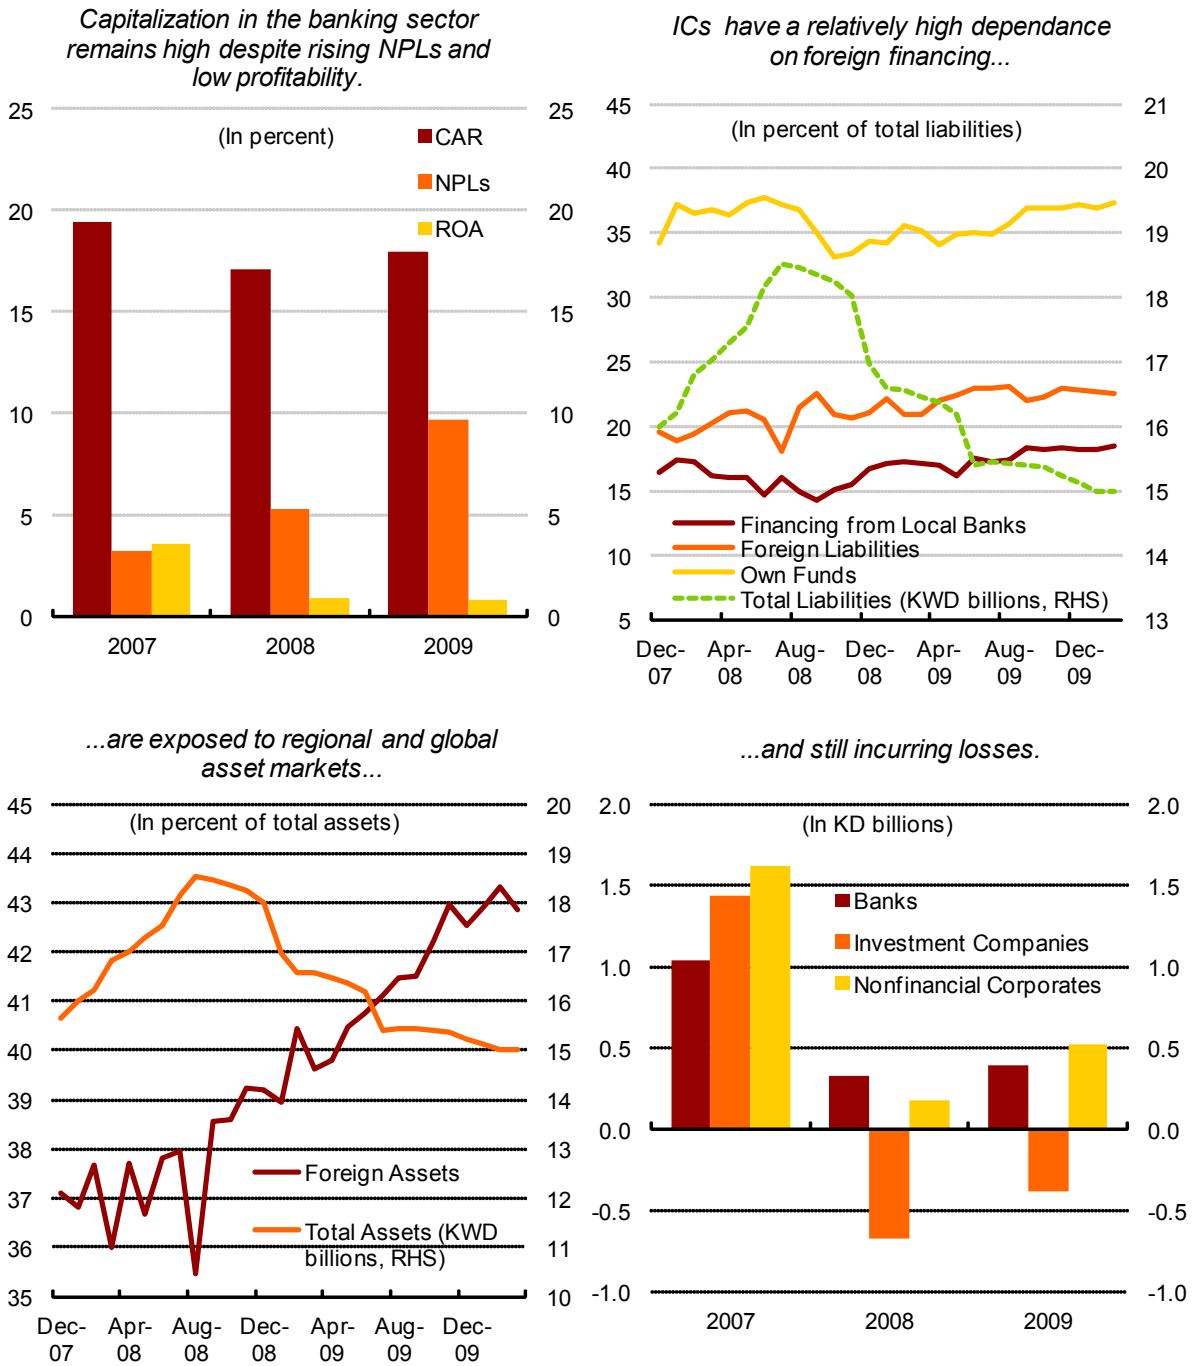 Capitalization in the banking sector
remains high despite rising NPLs and
low profitability.
25
20
15
10
5
0
(In percent)
CAR
NPLs
ROA
25
20
15
10
5
0
2007
2008
2009
ICs have a relatively high dependance
on foreign financing...
45
40
35
30
25
20
15
10
5
(In percent of total liabilities)
Financing from Local Banks
Foreign Liabilities
Own Funds
Total Liabilities (KWD billions, RHS)
21
20
19
18
17
16
15
14
13
Dec- Apr- Aug- Dec- Apr- Aug- Dec-
07 08 08 08 09 09 09
...are exposed to regional and global
asset markets...
45
44
43
42
41
40
39
38
37
36
35
(In percent of total assets)
Foreign Assets
Total Assets (KWD
billions, RHS)
20
19
18
17
16
15
14
13
12
11
10
Dec- Apr- Aug- Dec- Apr- Aug- Dec-
07 08 08 08 09 09 09
...and still incurring losses.
2.0
1.5
1.0
0.5
0.0
-0.5
-1.0
(In KD billions)
Banks
Investment Companies
Nonfinancial Corporates
2.0
1.5
1.0
0.5
0.0
-0.5
-1.0
2007
2008
2009